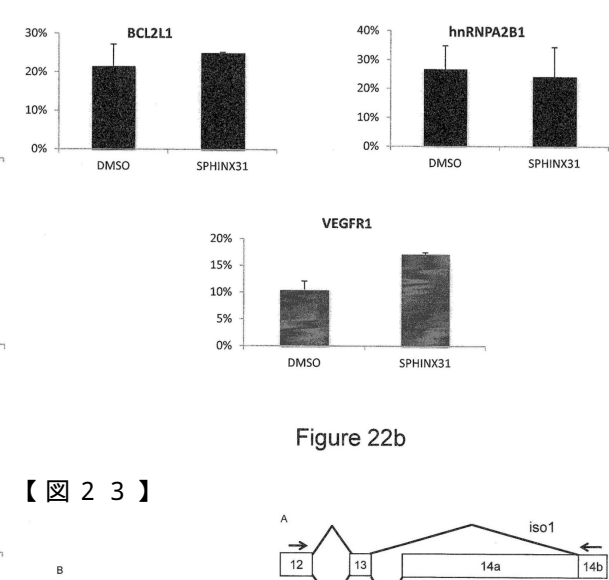 BCL2L1
30%
20%
10%
0%
DMSO SPHINX31
hnRNPA2B1
40%
30%
20%
10%
0%
DMSO SPHINX31
VEGFR1
20%
15%
10%
5%
0%
DMSO SPHINX31
Figure 22b
【図23】
A
iso1
12 13 14a 14b
B